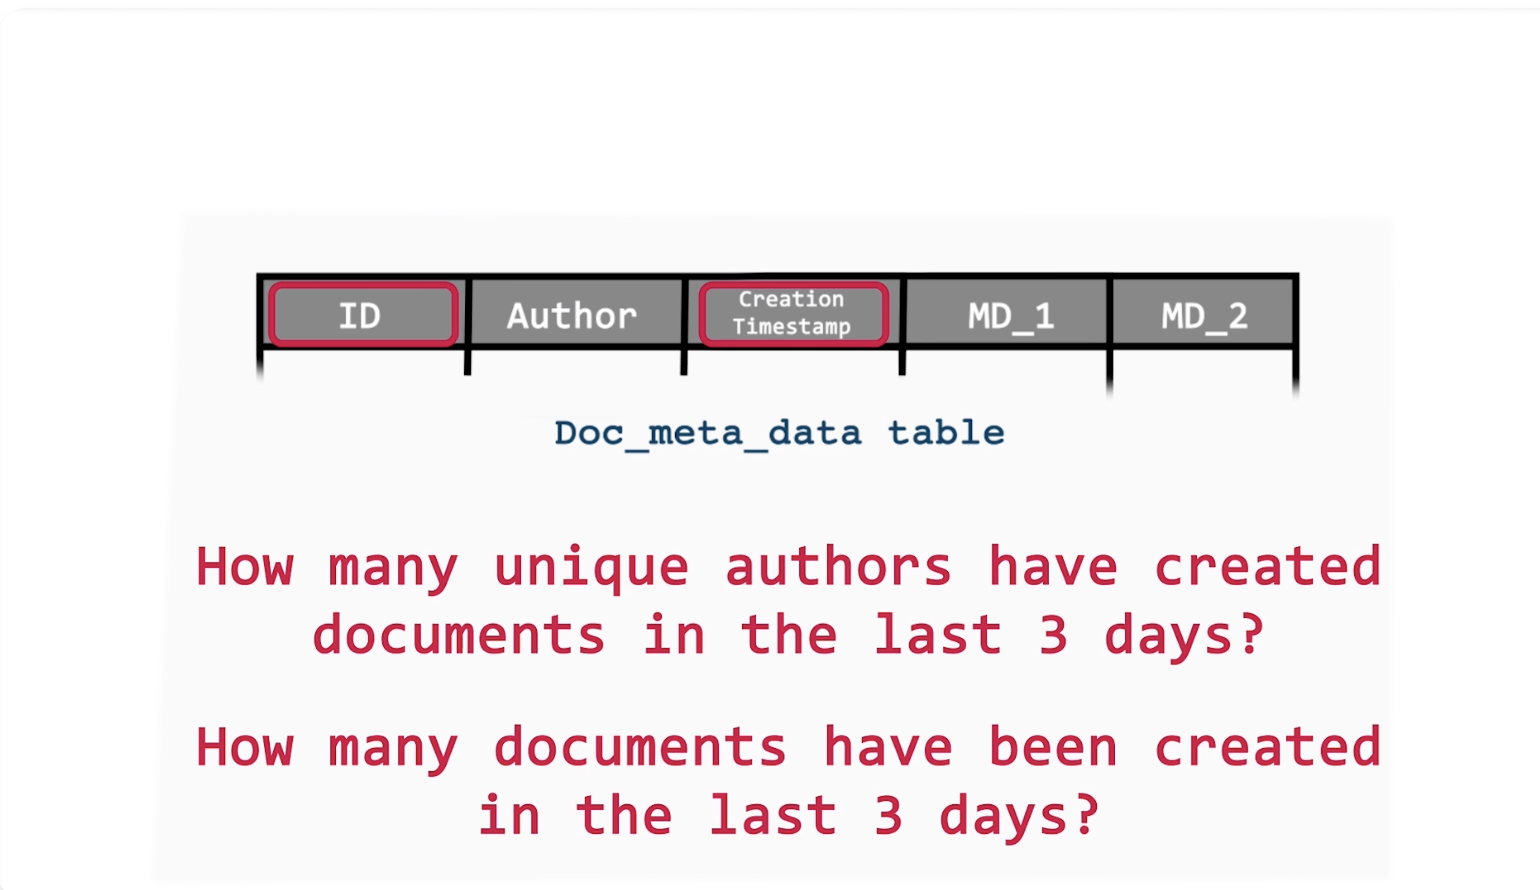 ID
Author
Creation
Timestamp
MD_1
MD_2
Doc_meta_data table
How many unique authors have created
documents in the last 3 days?
How many documents have been created
in the last 3 days?